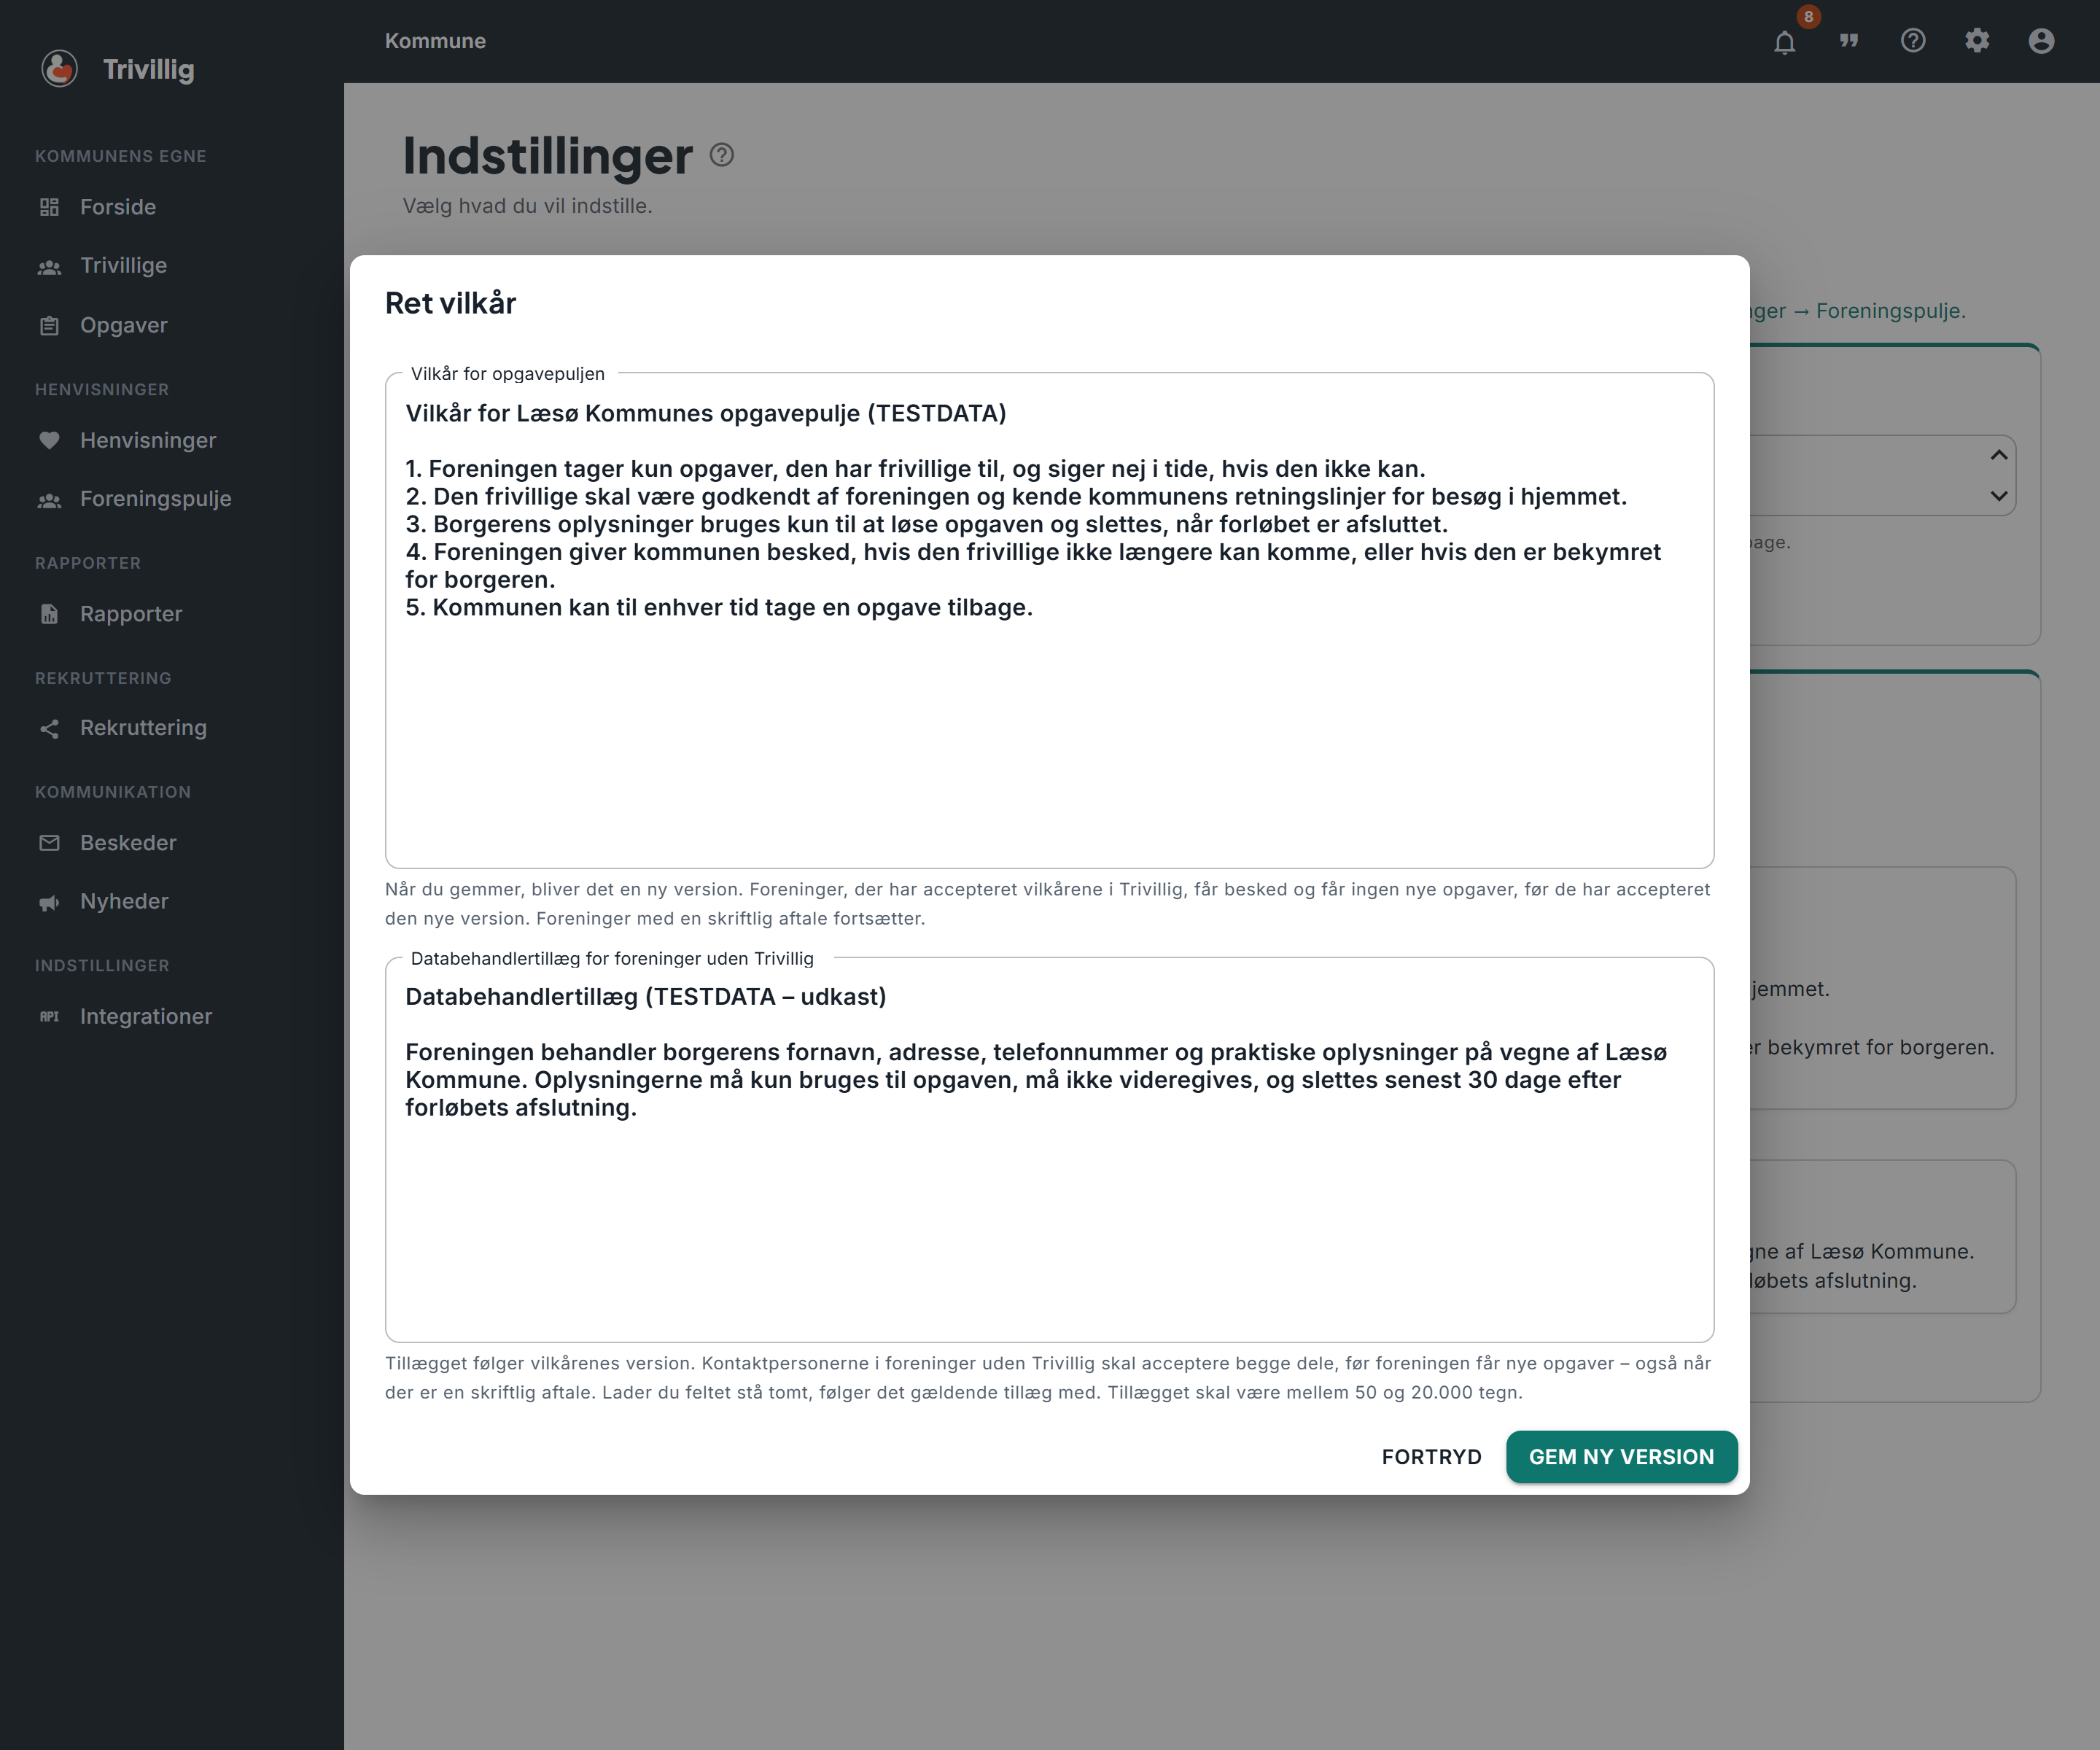 Trivillig
Kommune
8
KOMMUNENS EGNE
Forside
Trivillige
Opgaver
HENVISNINGER
Henvisninger
Foreningspulje
RAPPORTER
Rapporter
REKRUTTERING
Rekruttering
KOMMUNIKATION
Beskeder
Nyheder
INDSTILLINGER
API Integrationer
Indstillinger
Vælg hvad du vil indstille.
→ Foreningspulje.
Ret vilkår
Vilkår for opgavepuljen
Vilkår for Læsø Kommunes opgavepulje (TESTDATA)
1. Foreningen tager kun opgaver, den har frivillige til, og siger nej i tide, hvis den ikke kan.
2. Den frivillige skal være godkendt af foreningen og kende kommunens retningslinjer for besøg i hjemmet.
3. Borgerens oplysninger bruges kun til at løse opgaven og slettes, når forløbet er afsluttet.
4. Foreningen giver kommunen besked, hvis den frivillige ikke længere kan komme, eller hvis den er bekymret
for borgeren.
5. Kommunen kan til enhver tid tage en opgave tilbage.
Når du gemmer, bliver det en ny version. Foreninger, der har accepteret vilkårene i Trivillig, får besked og får ingen nye opgaver, før de har accepteret
den nye version. Foreninger med en skriftlig aftale fortsætter.
Databehandlertillæg for foreninger uden Trivillig
Databehandlertillæg (TESTDATA – udkast)
Foreningen behandler borgerens fornavn, adresse, telefonnummer og praktiske oplysninger på vegne af Læsø
Kommune. Oplysningerne må kun bruges til opgaven, må ikke videregives, og slettes senest 30 dage efter
forløbets afslutning.
Tillægget følger vilkårenes version. Kontaktpersonerne i foreninger uden Trivillig skal acceptere begge dele, før foreningen får nye opgaver – også når
der er en skriftlig aftale. Lader du feltet stå tomt, følger det gældende tillæg med. Tillægget skal være mellem 50 og 20.000 tegn.
FORTRYD
GEM NY VERSION
bekymret for borgeren.
af Læsø Kommune.
afslutning.